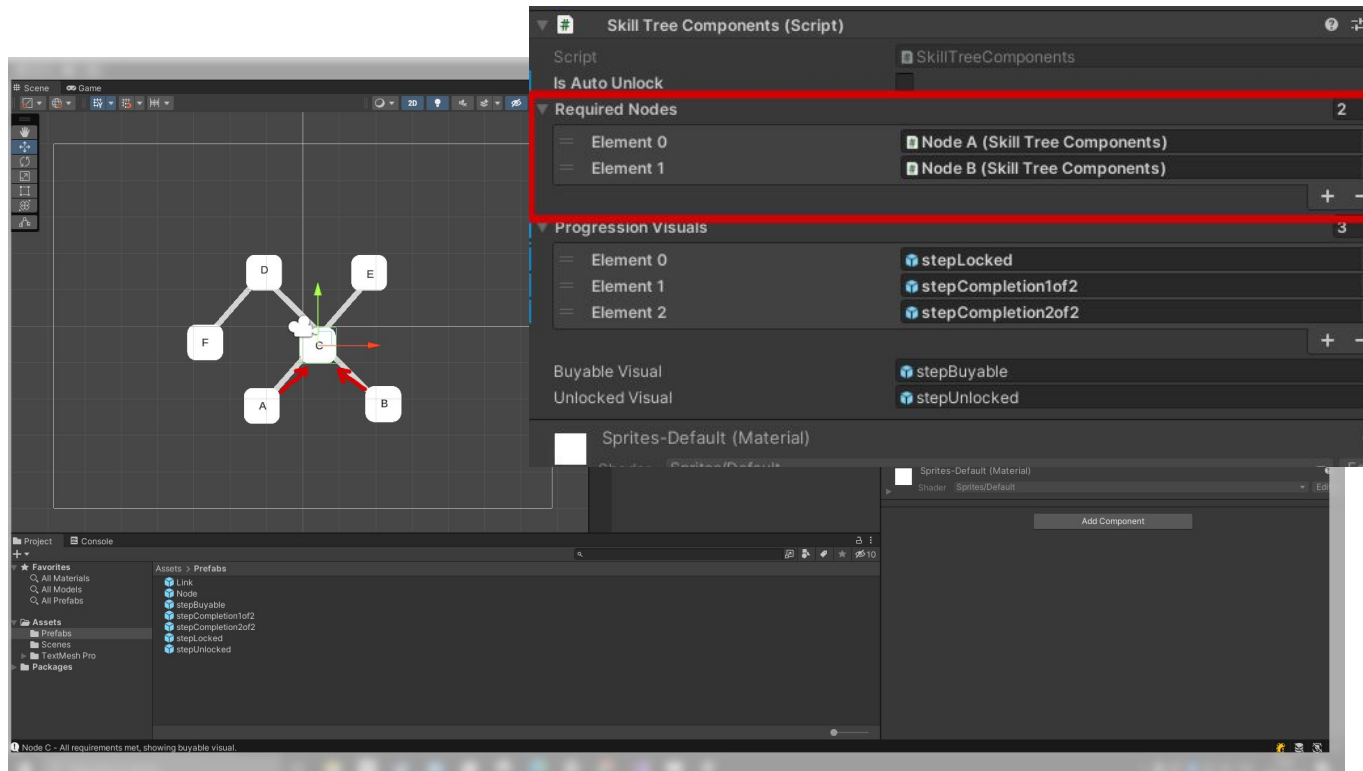 Skill Tree Components (Script)
Script SkillTreeComponents
Is Auto Unlock
Required Nodes 2
Element 0 Node A (Skill Tree Components)
Element 1 Node B (Skill Tree Components)
+ -
Progression Visuals 3
Element 0 stepLocked
Element 1 stepCompletion1of2
Element 2 stepCompletion2of2
+ -
Buyable Visual stepBuyable
Unlocked Visual stepUnlocked
Sprites-Default (Material)
Shader Sprites/Default
Scene Game
2D
D
E
F
C
A
B
Sprites-Default (Material)
Shader Sprites/Default
Add Component
Project Console
Favorites
All Materials
All Models
All Prefabs
Assets
Prefabs
Scenes
TextMesh Pro
Packages
10
Assets > Prefabs
Link
Node
stepBuyable
stepCompletion1of2
stepCompletion2of2
stepLocked
stepUnlocked
Node C - All requirements met, showing buyable visual.